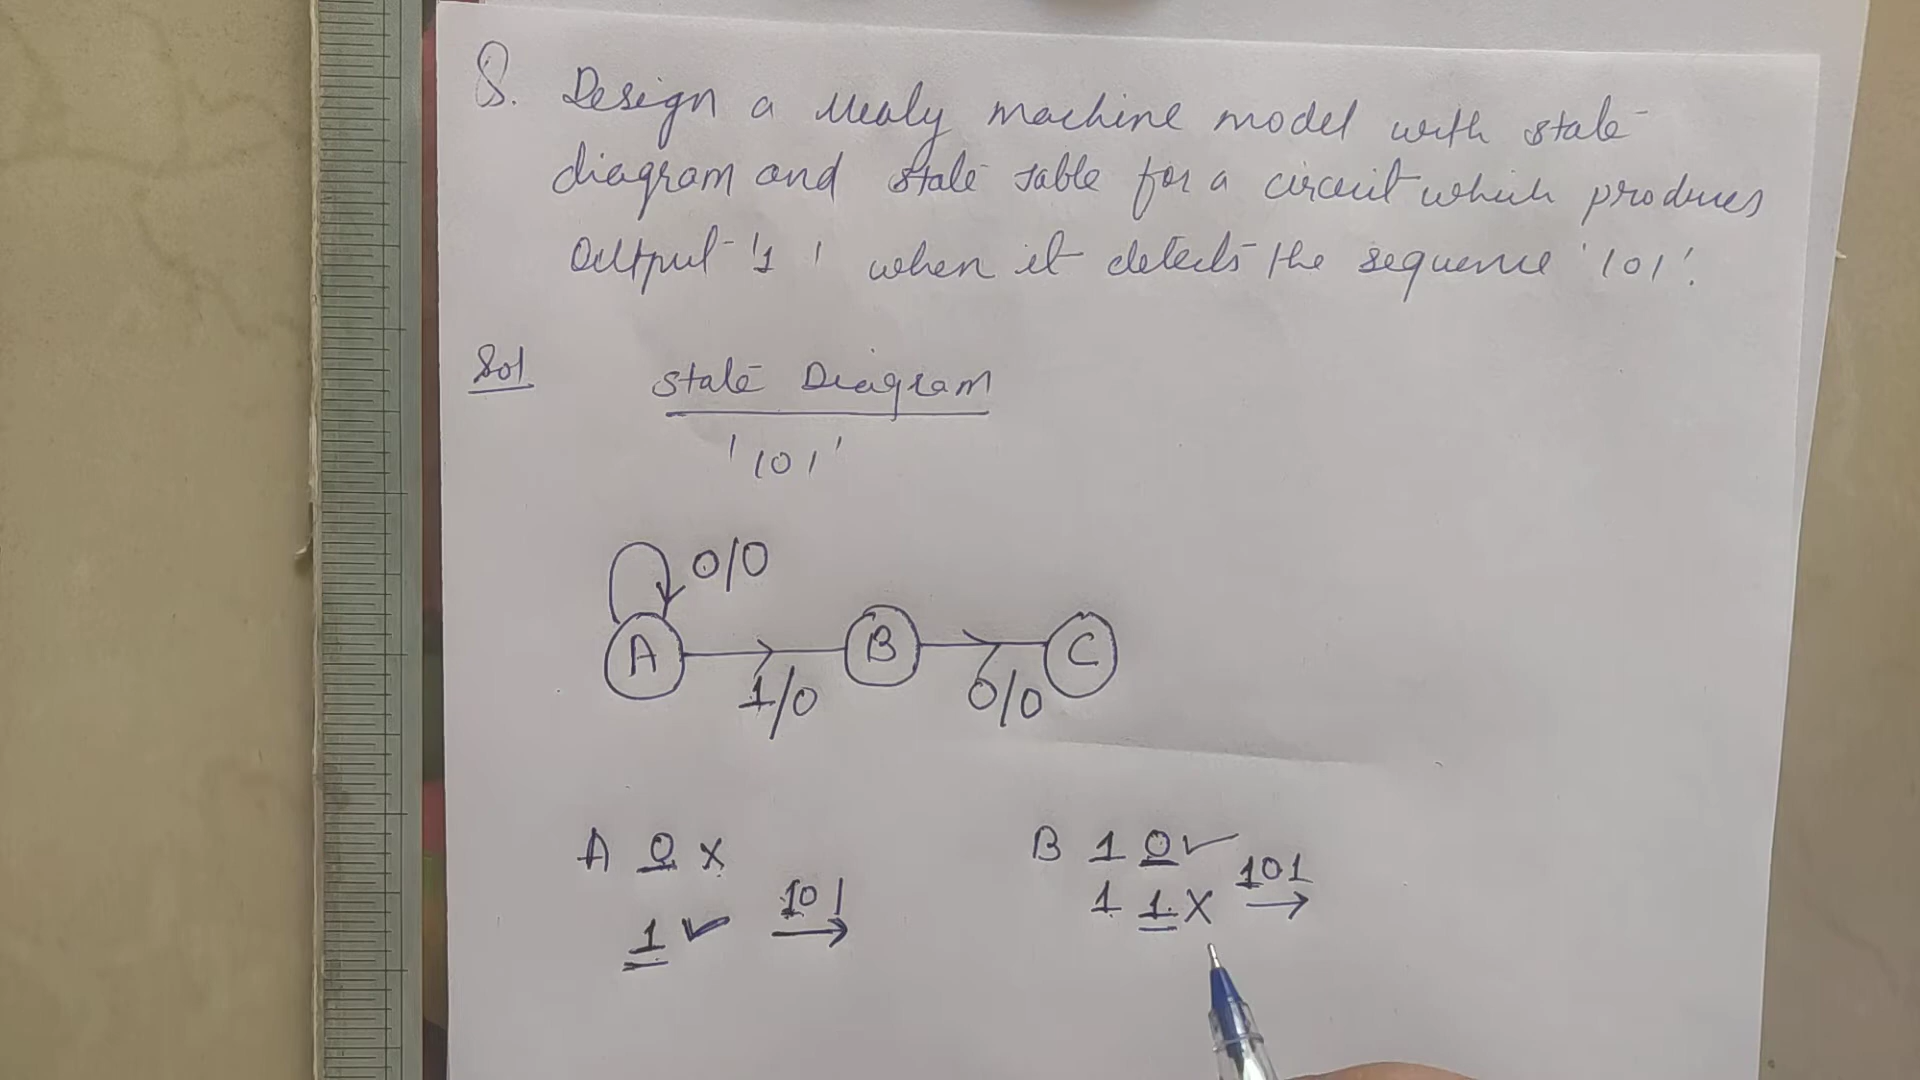 Q. Design a Mealy machine model with state
diagram and state table for a circuit which produces
Output '1' when it detects the sequence '101'.
Sol
State Diagram
'101'
0/0
A B C
1/0 0/0
A 0 x
1 ✓ 101 →
B 1 0 ✓
1 1 x 101 →